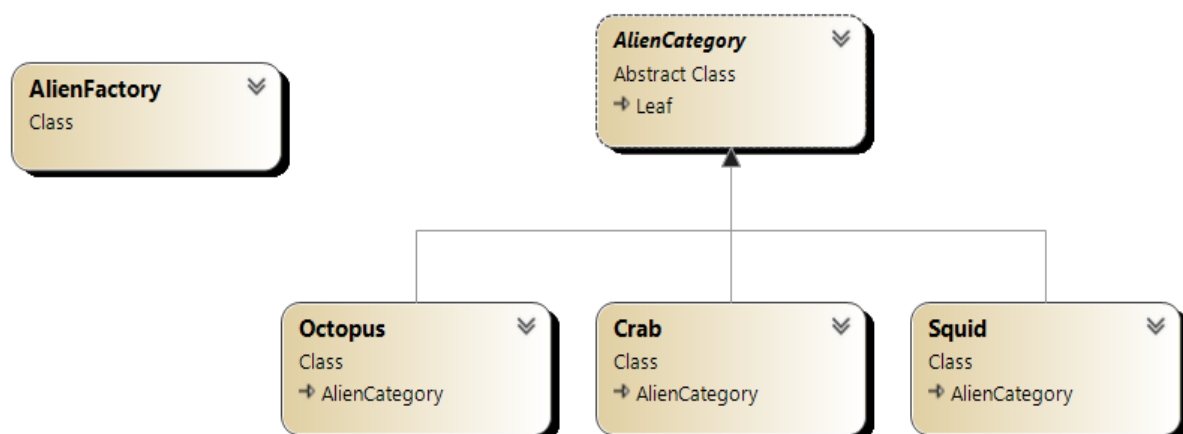 AlienFactory
Class
AlienCategory
Abstract Class
Leaf
Octopus
Class
AlienCategory
Crab
Class
AlienCategory
Squid
Class
AlienCategory